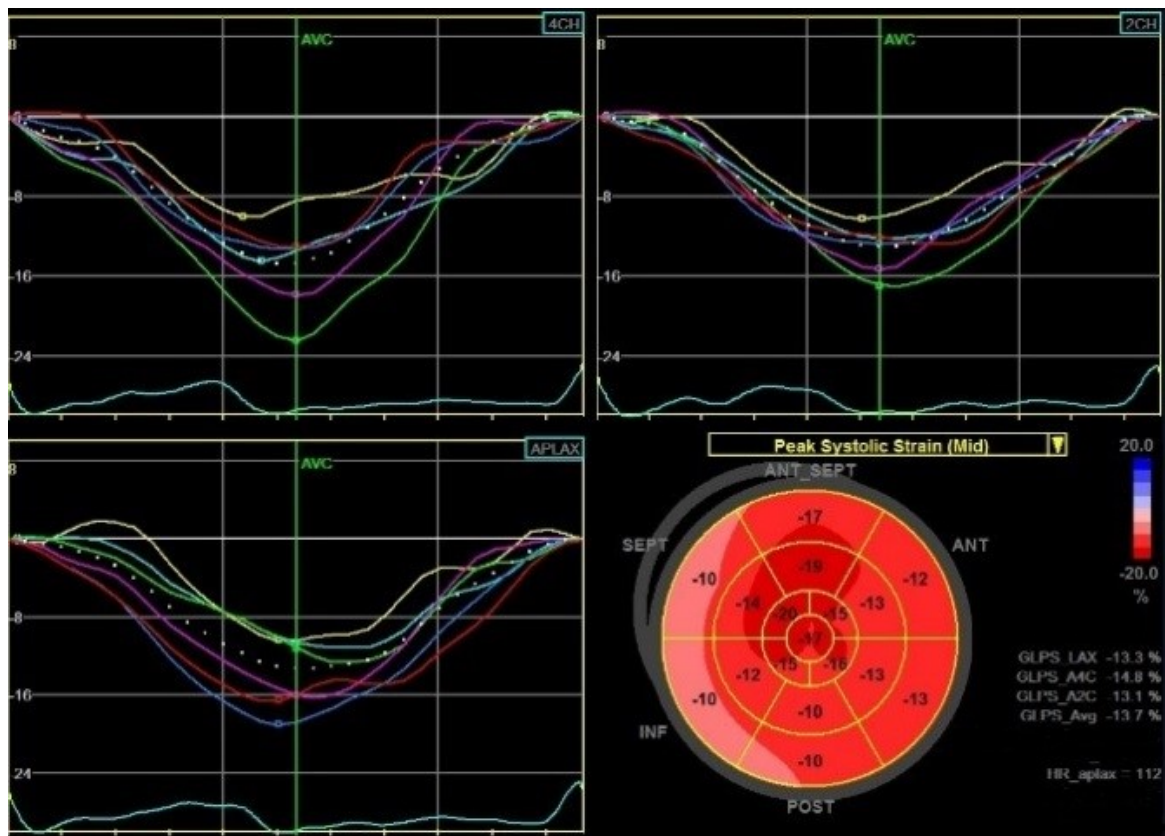 4CH
8
AVC
0
-8
-16
-24
2CH
8
AVC
0
-8
-16
-24
APLAX
8
AVC
-8
-16
-24
Peak Systolic Strain (Mid)
20.0
-20.0
%
ANT_SEPT
SEPT
ANT
INF
POST
-17
-10
-12
-19
-14
-13
-20
-15
-17
-15
-16
-12
-10
-13
-10
-10
GLPS_LAX -13.3 %
GLPS_A4C -14.8 %
GLPS_A2C -13.1 %
GLPS_Avg -13.7 %
HR_aplax = 112